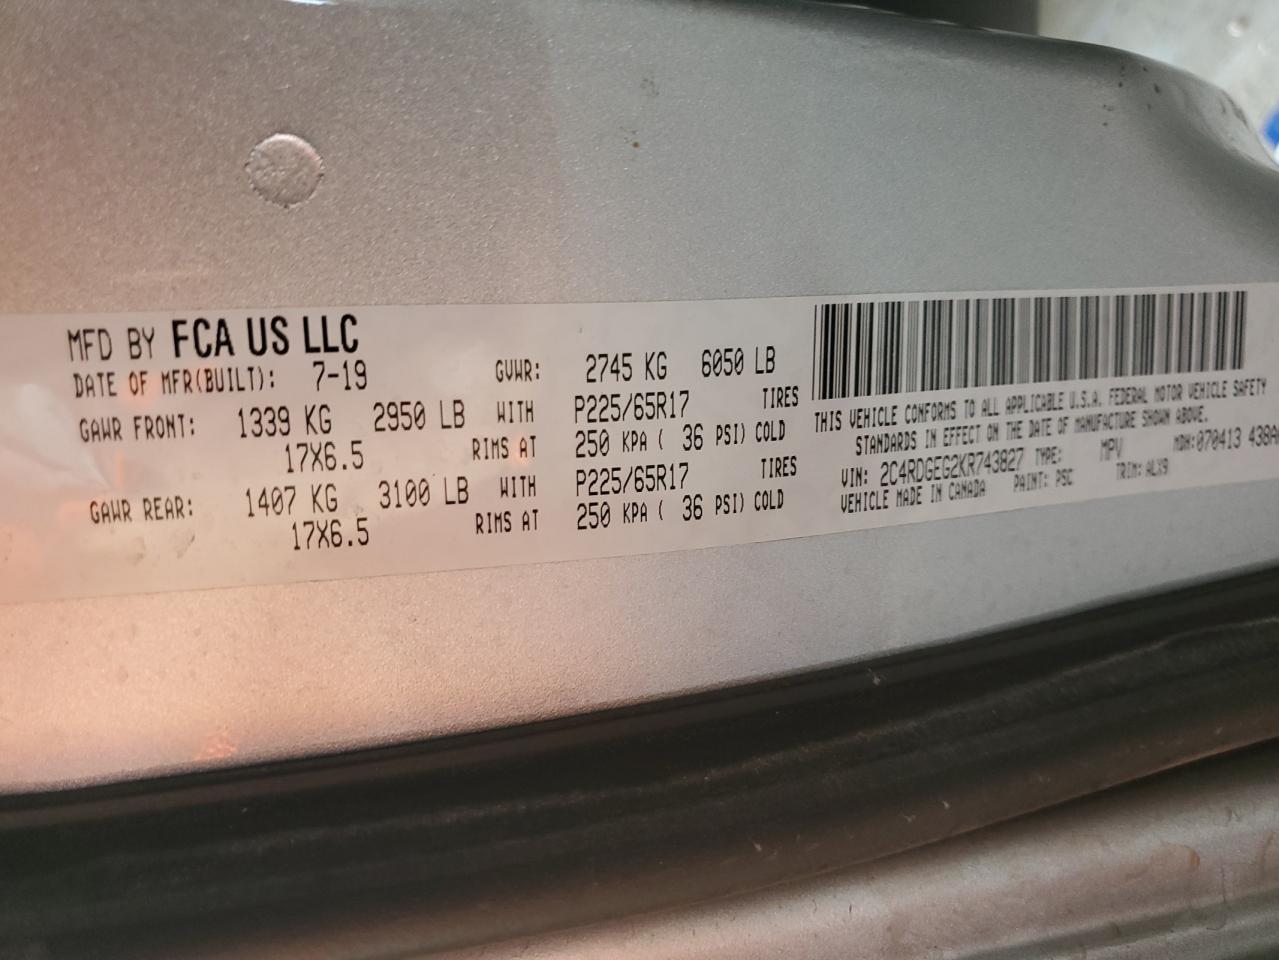 MFD BY FCA US LLC
DATE OF MFR(BUILT): 7-19 GVWR: 2745 KG 6050 LB
GAWR FRONT: 1339 KG 2950 LB WITH P225/65R17 TIRES
17X6.5 RIMS AT 250 KPA ( 36 PSI) COLD
GAWR REAR: 1407 KG 3100 LB WITH P225/65R17 TIRES
17X6.5 RIMS AT 250 KPA ( 36 PSI) COLD
THIS VEHICLE CONFORMS TO ALL APPLICABLE U.S.A. FEDERAL MOTOR VEHICLE SAFETY
STANDARDS IN EFFECT ON THE DATE OF MANUFACTURE SHOWN ABOVE.
VIN: 2C4RDGEG2KR743827 TYPE: MPV MDH:070413
VEHICLE MADE IN CANADA PAINT: PSC TRIM: ALX9